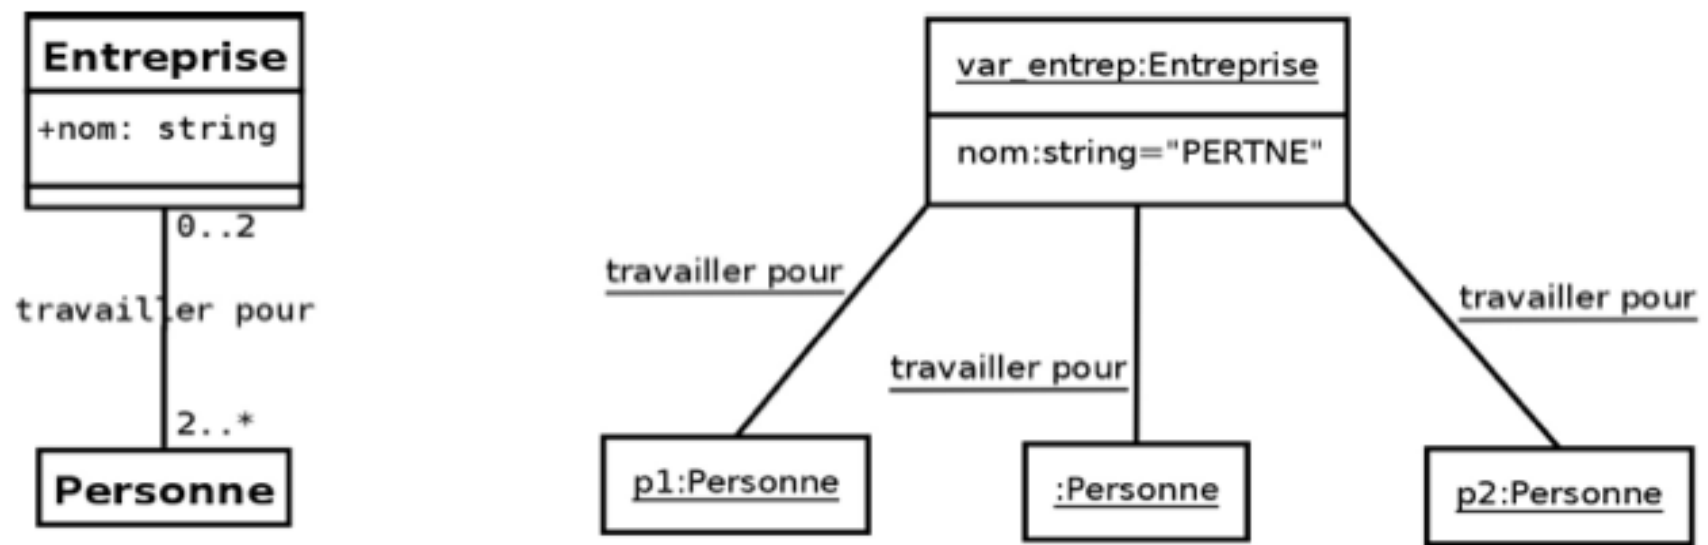 Entreprise
+nom: string
0..2
travailler pour
2..*
Personne
var_entrep:Entreprise
nom:string="PERTNE"
travailler pour
travailler pour
travailler pour
p1:Personne
:Personne
p2:Personne